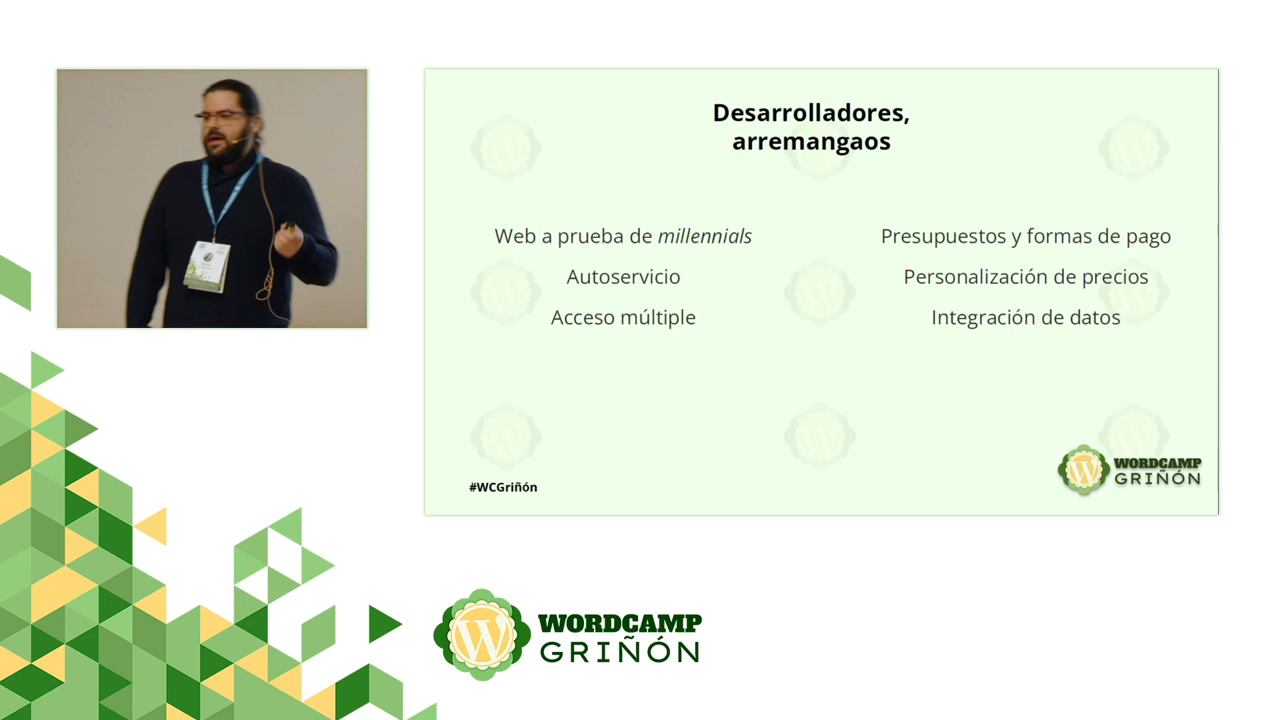 Desarrolladores,
arremangaos
Web a prueba de millennials
Autoservicio
Acceso múltiple
Presupuestos y formas de pago
Personalización de precios
Integración de datos
#WCGriñón
WORDCAMP
GRIÑÓN
WORDCAMP
GRIÑÓN